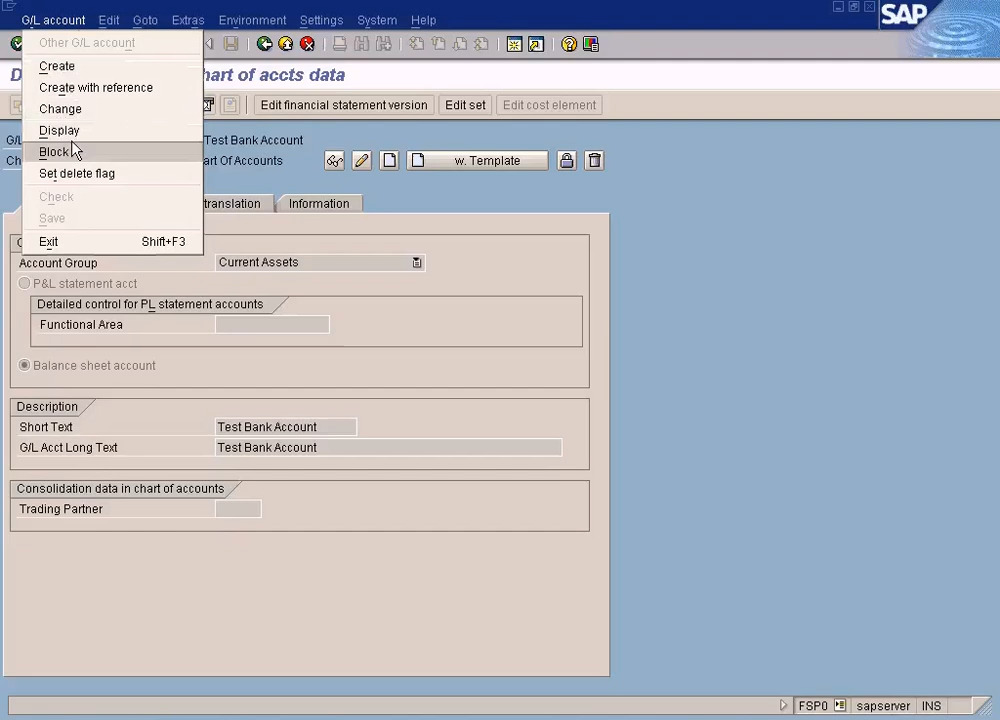 G/L account Edit Goto Extras Environment Settings System Help
SAP
Other G/L account
Create
Create with reference
Change
Display
Block
Set delete flag
Check
Save
Exit Shift+F3
hart of accts data
Edit financial statement version Edit set Edit cost element
Test Bank Account
art Of Accounts
w. Template
translation Information
Account Group Current Assets
P&L statement acct
Detailed control for PL statement accounts
Functional Area
Balance sheet account
Description
Short Text Test Bank Account
G/L Acct Long Text Test Bank Account
Consolidation data in chart of accounts
Trading Partner
FSP0 sapserver INS